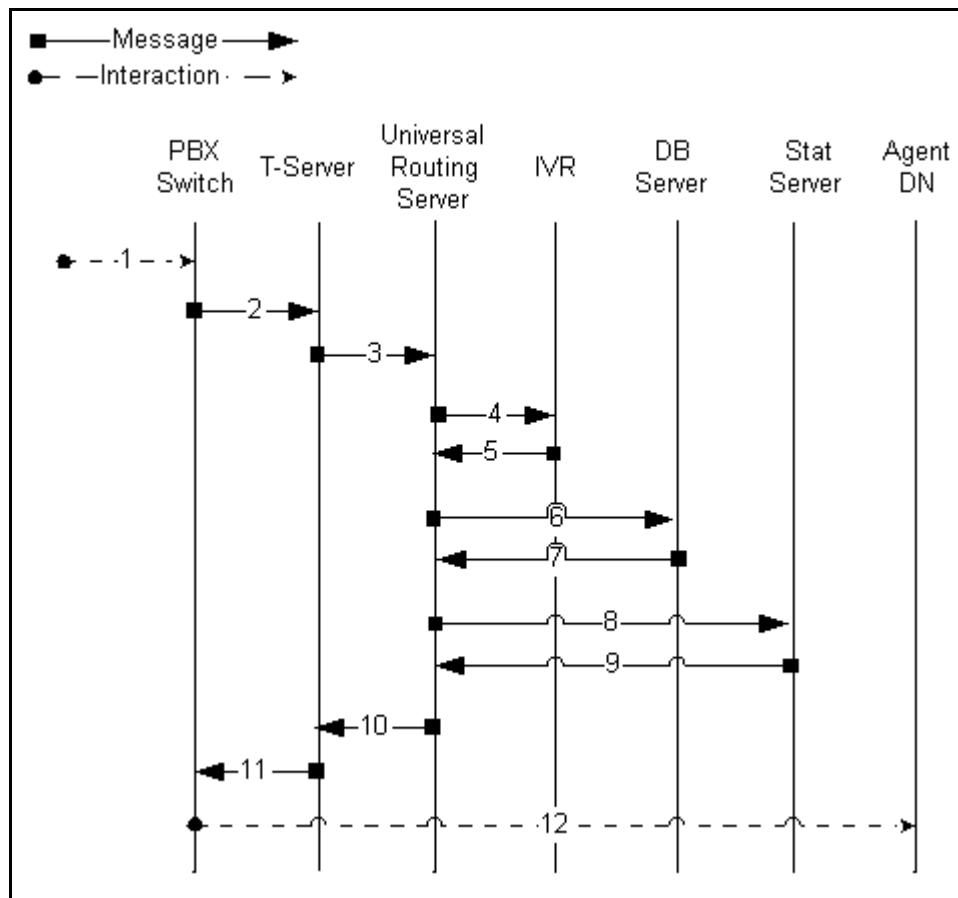 Message
Interaction
PBX
Switch
T-Server
Universal
Routing
Server
IVR
DB
Server
Stat
Server
Agent
DN
1
2
3
4
5
6
7
8
9
10
11
12